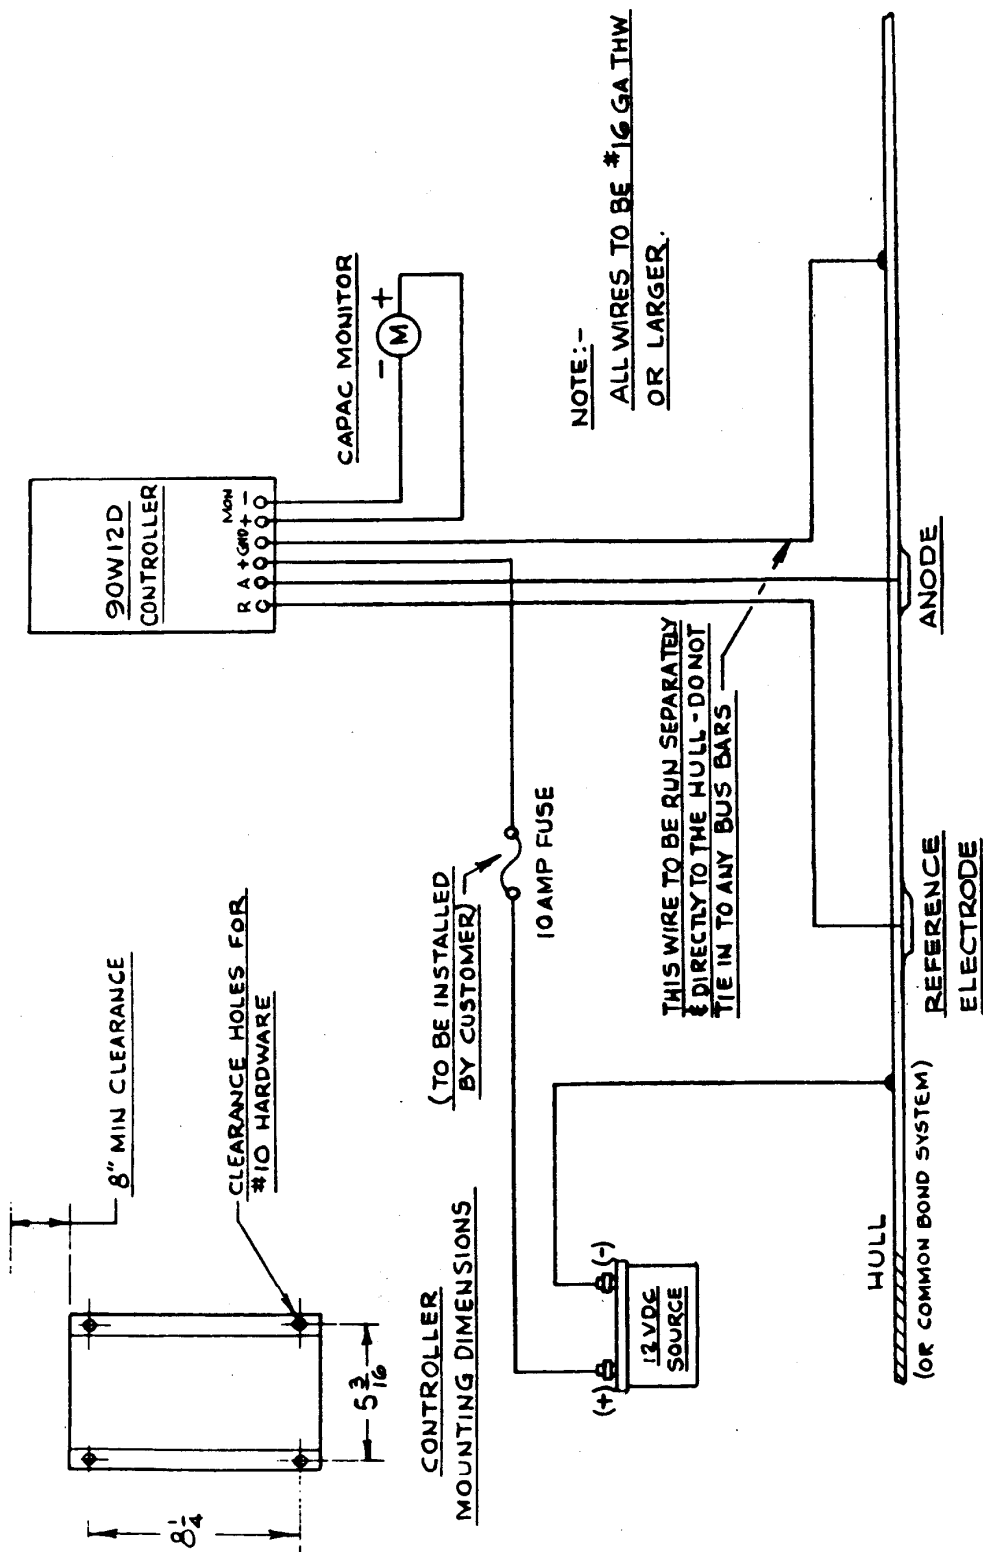 8" MIN CLEARANCE
CLEARANCE HOLES FOR
#10 HARDWARE
8 1/4
5 3/16
CONTROLLER
MOUNTING DIMENSIONS
90W12D
CONTROLLER
R A + GND + MON -
CAPAC MONITOR
- M +
(TO BE INSTALLED
BY CUSTOMER)
10 AMP FUSE
NOTE:-
ALL WIRES TO BE #16 GA THW
OR LARGER.
THIS WIRE TO BE RUN SEPARATELY
& DIRECTLY TO THE HULL - DO NOT
TIE IN TO ANY BUS BARS
(+) (-)
12 VDC
SOURCE
HULL
(OR COMMON BOND SYSTEM)
REFERENCE
ELECTRODE
ANODE